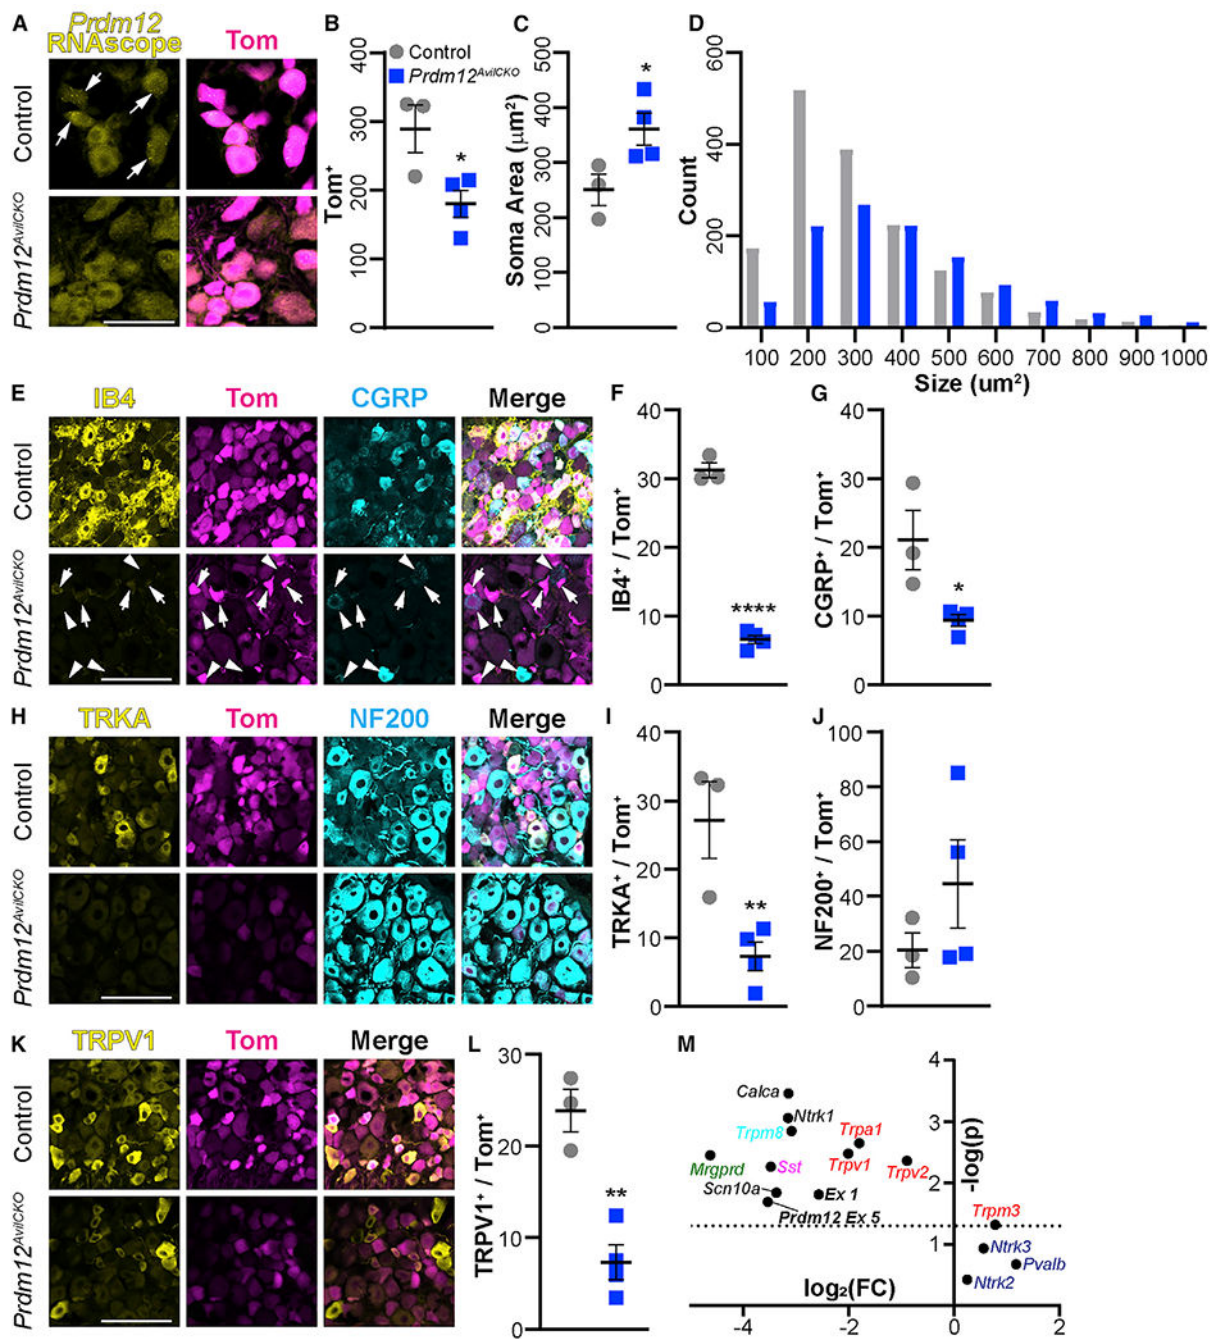 A
Prdm12
RNAscope
Tom
Control
Prdm12AvilCKO
B
Control
Prdm12AvilCKO
Tom⁺
400
300
200
100
0
*
C
Soma Area (μm²)
500
400
300
200
100
0
*
D
Count
600
400
200
0
100 200 300 400 500 600 700 800 900 1000
Size (um²)
E
IB4
Tom
CGRP
Merge
Control
Prdm12AvilCKO
F
IB4⁺ / Tom⁺
40
30
20
10
0
****
G
CGRP⁺ / Tom⁺
40
30
20
10
0
*
H
TRKA
Tom
NF200
Merge
Control
Prdm12AvilCKO
I
TRKA⁺ / Tom⁺
40
30
20
10
0
**
J
NF200⁺ / Tom⁺
100
80
60
40
20
0
K
TRPV1
Tom
Merge
Control
Prdm12AvilCKO
L
TRPV1⁺ / Tom⁺
30
20
10
0
**
M
-log(p)
4
3
2
1
Calca
Ntrk1
Trpm8
Trpa1
Mrgprd
Sst
Trpv1
Trpv2
Scn10a
Ex 1
Prdm12 Ex 5
Trpm3
Ntrk3
Pvalb
Ntrk2
log₂(FC)
-4 -2 0 2